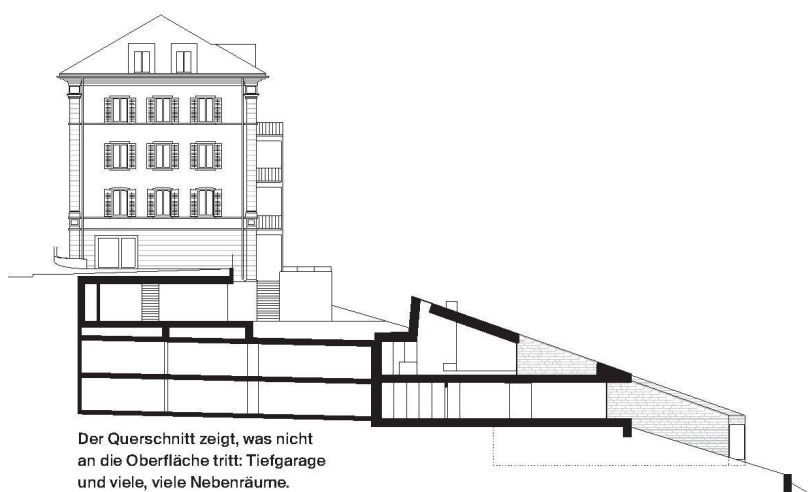 Der Querschnitt zeigt, was nicht
an die Oberfläche tritt: Tiefgarage
und viele, viele Nebenräume.